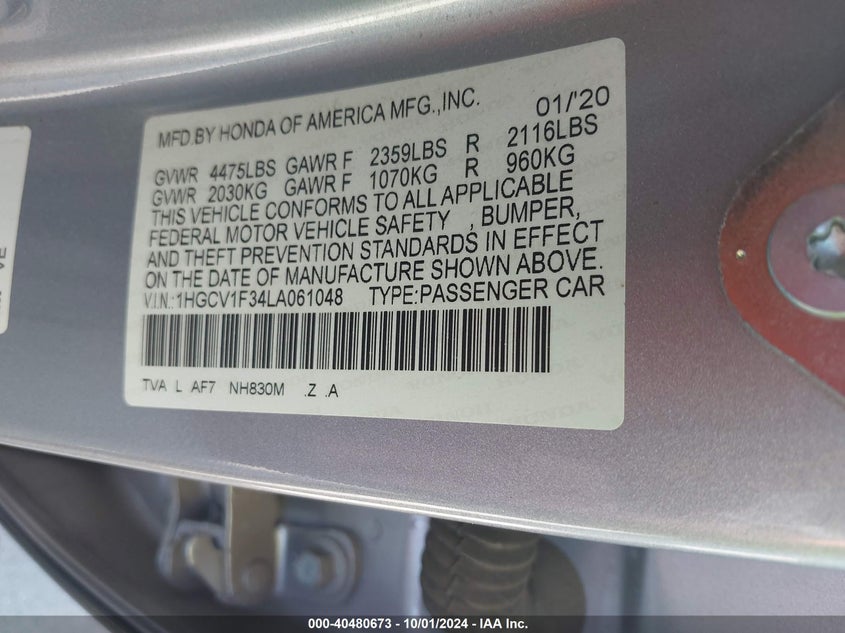 MFD.BY HONDA OF AMERICA MFG.,INC. 01/'20
GVWR 4475LBS GAWR F 2359LBS R 2116LBS
GVWR 2030KG GAWR F 1070KG R 960KG
THIS VEHICLE CONFORMS TO ALL APPLICABLE
FEDERAL MOTOR VEHICLE SAFETY , BUMPER,
AND THEFT PREVENTION STANDARDS IN EFFECT
ON THE DATE OF MANUFACTURE SHOWN ABOVE.
V.I.N.:1HGCV1F34LA061048 TYPE:PASSENGER CAR
TVA L AF7 NH830M .Z .A
000-40480673 - 10/01/2024 - IAA Inc.